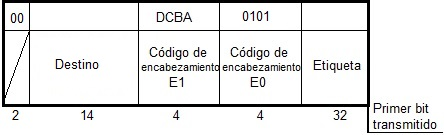 00 DCBA 0101
Destino
Código de
encabezamiento
E1
Código de
encabezamiento
E0
Etiqueta
2 14 4 4 32
Primer bit
transmitido